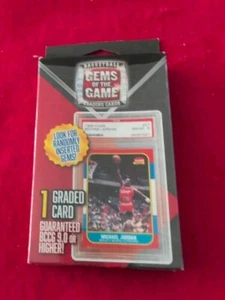 BASKETBALL
GEMS OF THE GAME
TRADING CARDS
LOOK FOR
RANDOMLY
INSERTED
GEMS!
1 GRADED
CARD
GUARANTEED
BCCG 9.0 OR
HIGHER!
MICHAEL JORDAN